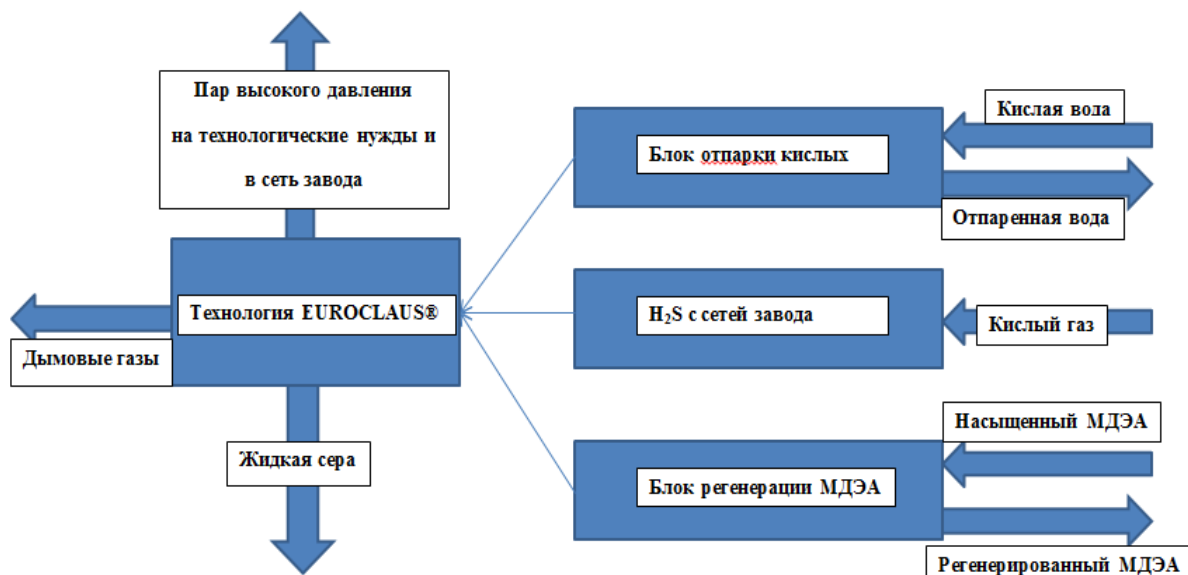 Пар высокого давления
на технологические нужды и
в сеть завода
Технология EUROCLAUS®
Дымовые газы
Жидкая сера
Блок отпарки кислых
Кислая вода
Отпаренная вода
H₂S с сетей завода
Кислый газ
Насыщенный МДЭА
Блок регенерации МДЭА
Регенерированный МДЭА